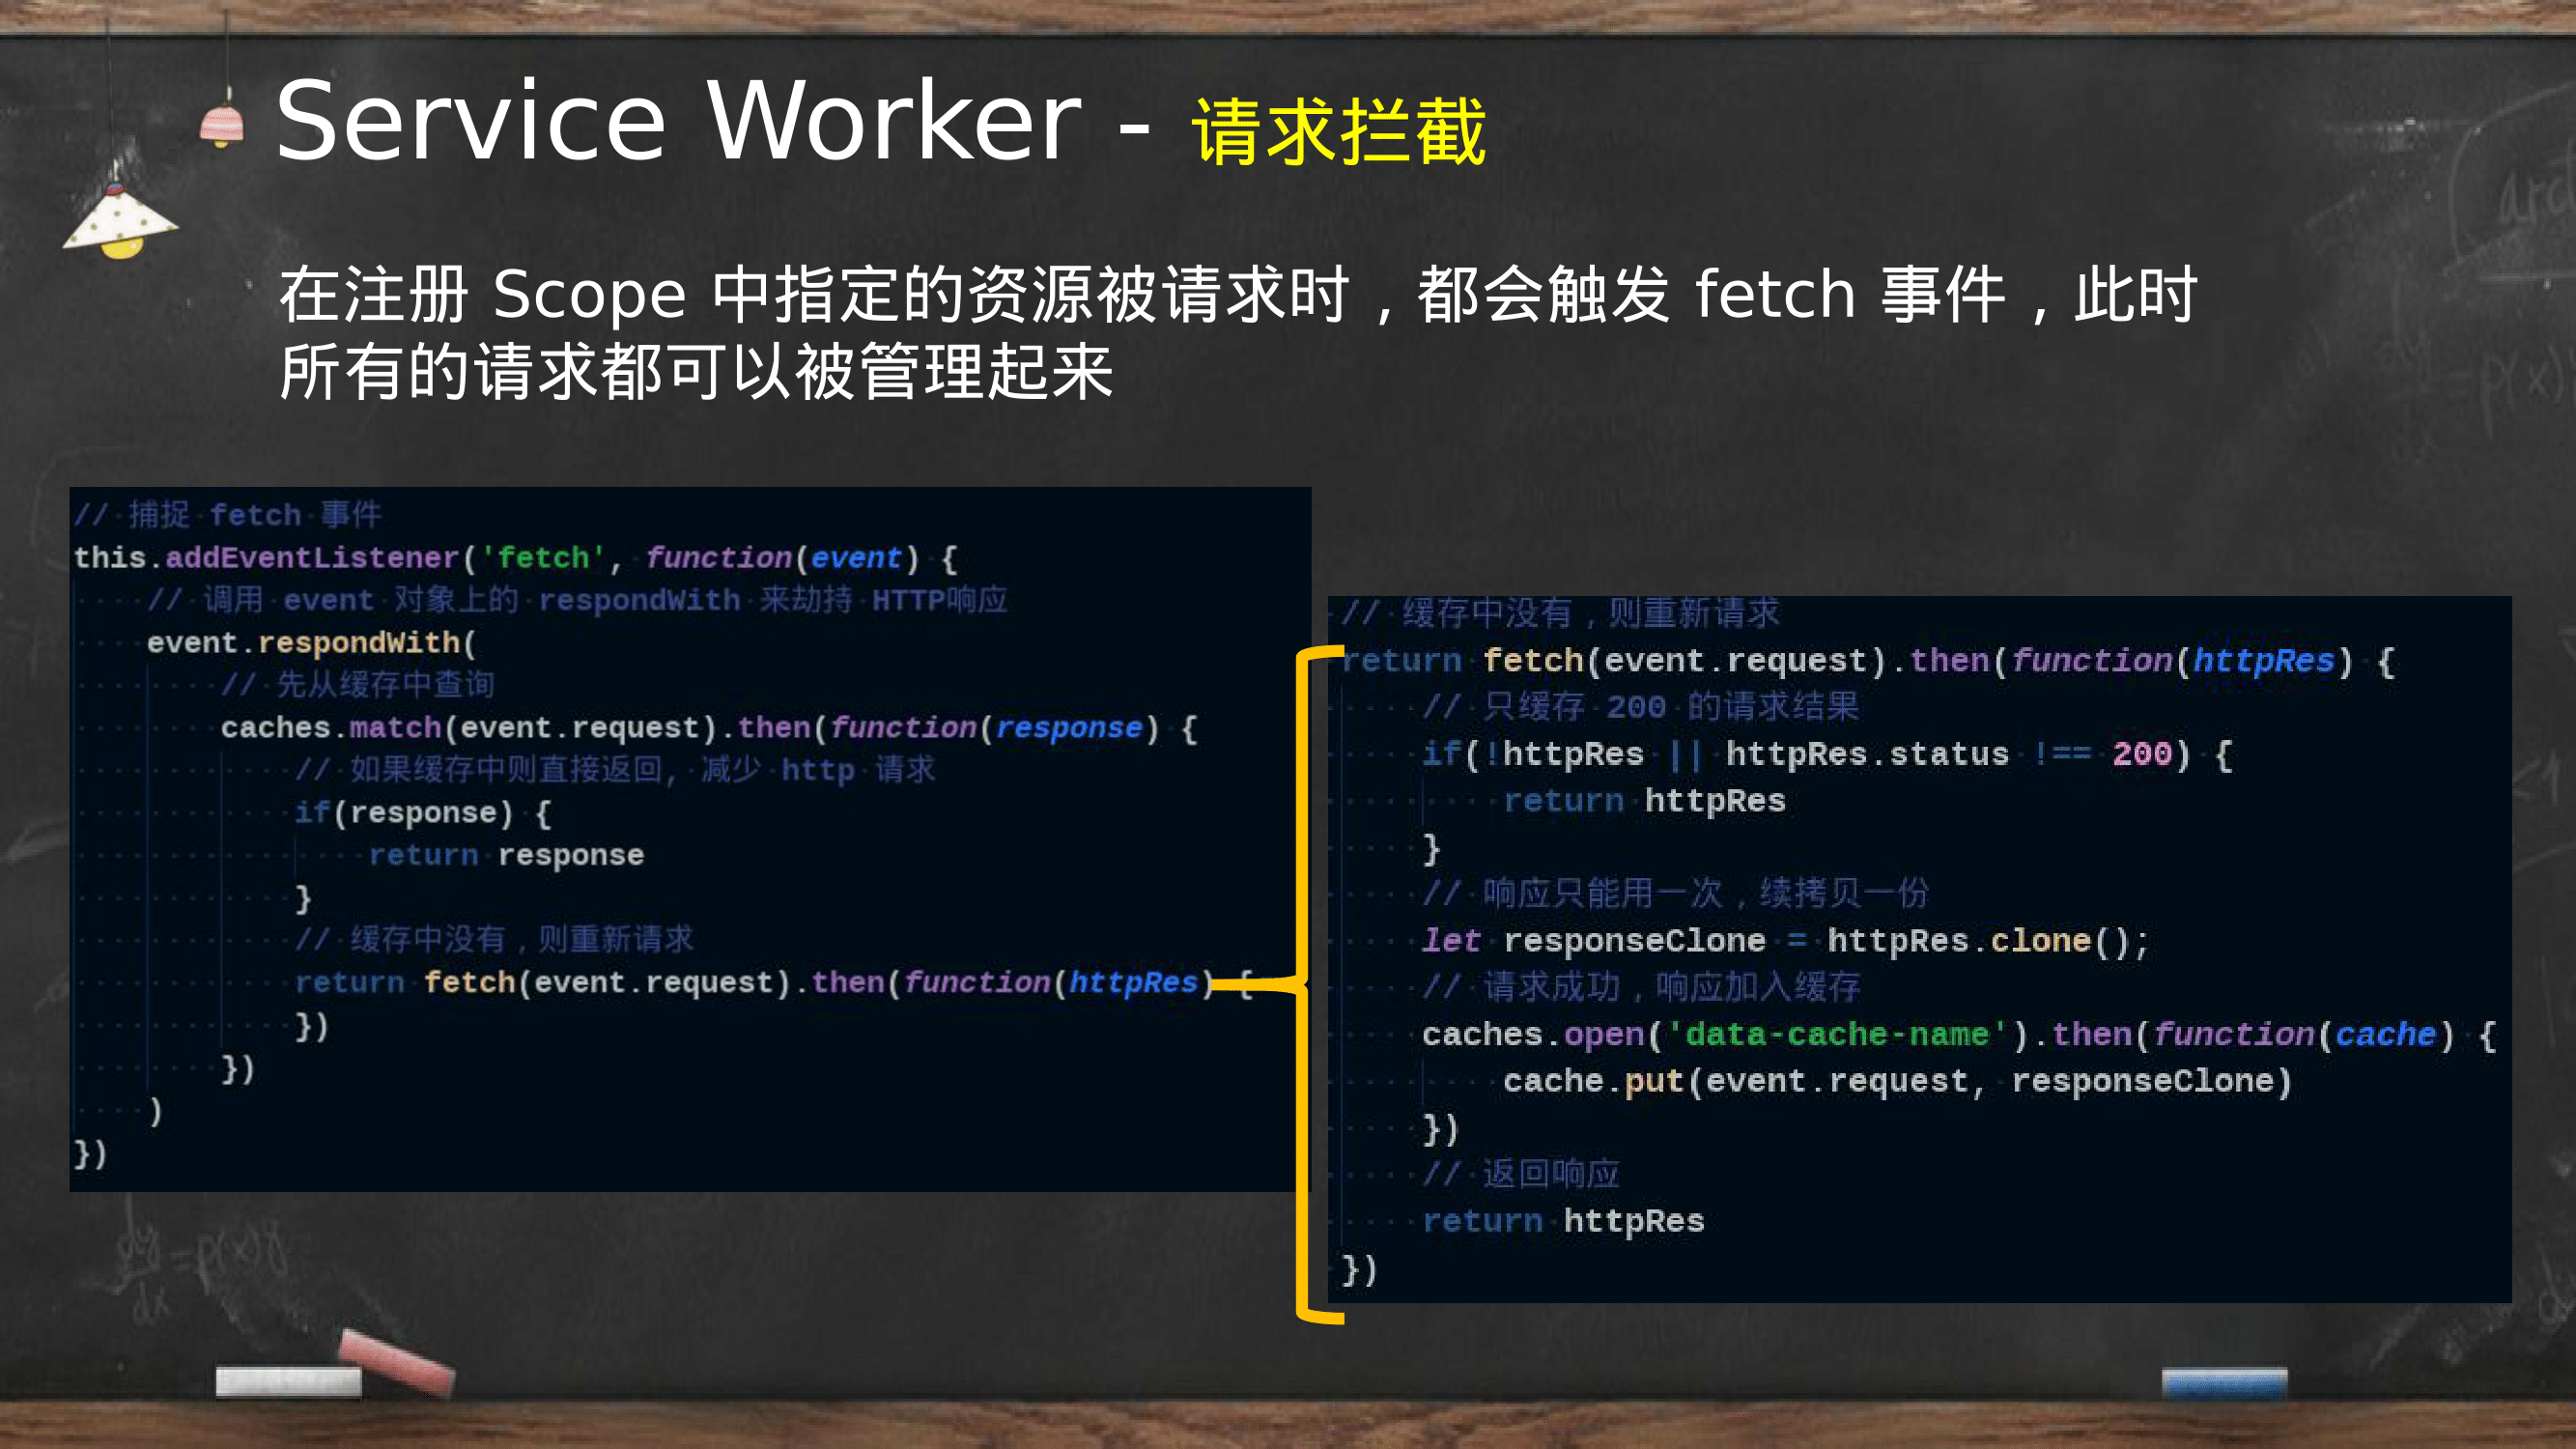 Service Worker - 请求拦截
在注册 Scope 中指定的资源被请求时，都会触发 fetch 事件，此时
所有的请求都可以被管理起来
// 捕捉 fetch 事件
this.addEventListener('fetch', function(event) {
// 调用 event 对象上的 respondWith 来劫持 HTTP响应
event.respondWith(
// 先从缓存中查询
caches.match(event.request).then(function(response) {
// 如果缓存中则直接返回, 减少 http 请求
if(response) {
return response
}
// 缓存中没有，则重新请求
return fetch(event.request).then(function(httpRes) {
})
})
)
})
// 缓存中没有，则重新请求
return fetch(event.request).then(function(httpRes) {
// 只缓存 200 的请求结果
if(!httpRes || httpRes.status !== 200) {
return httpRes
}
// 响应只能用一次，续拷贝一份
let responseClone = httpRes.clone();
// 请求成功，响应加入缓存
caches.open('data-cache-name').then(function(cache) {
cache.put(event.request, responseClone)
})
// 返回响应
return httpRes
})